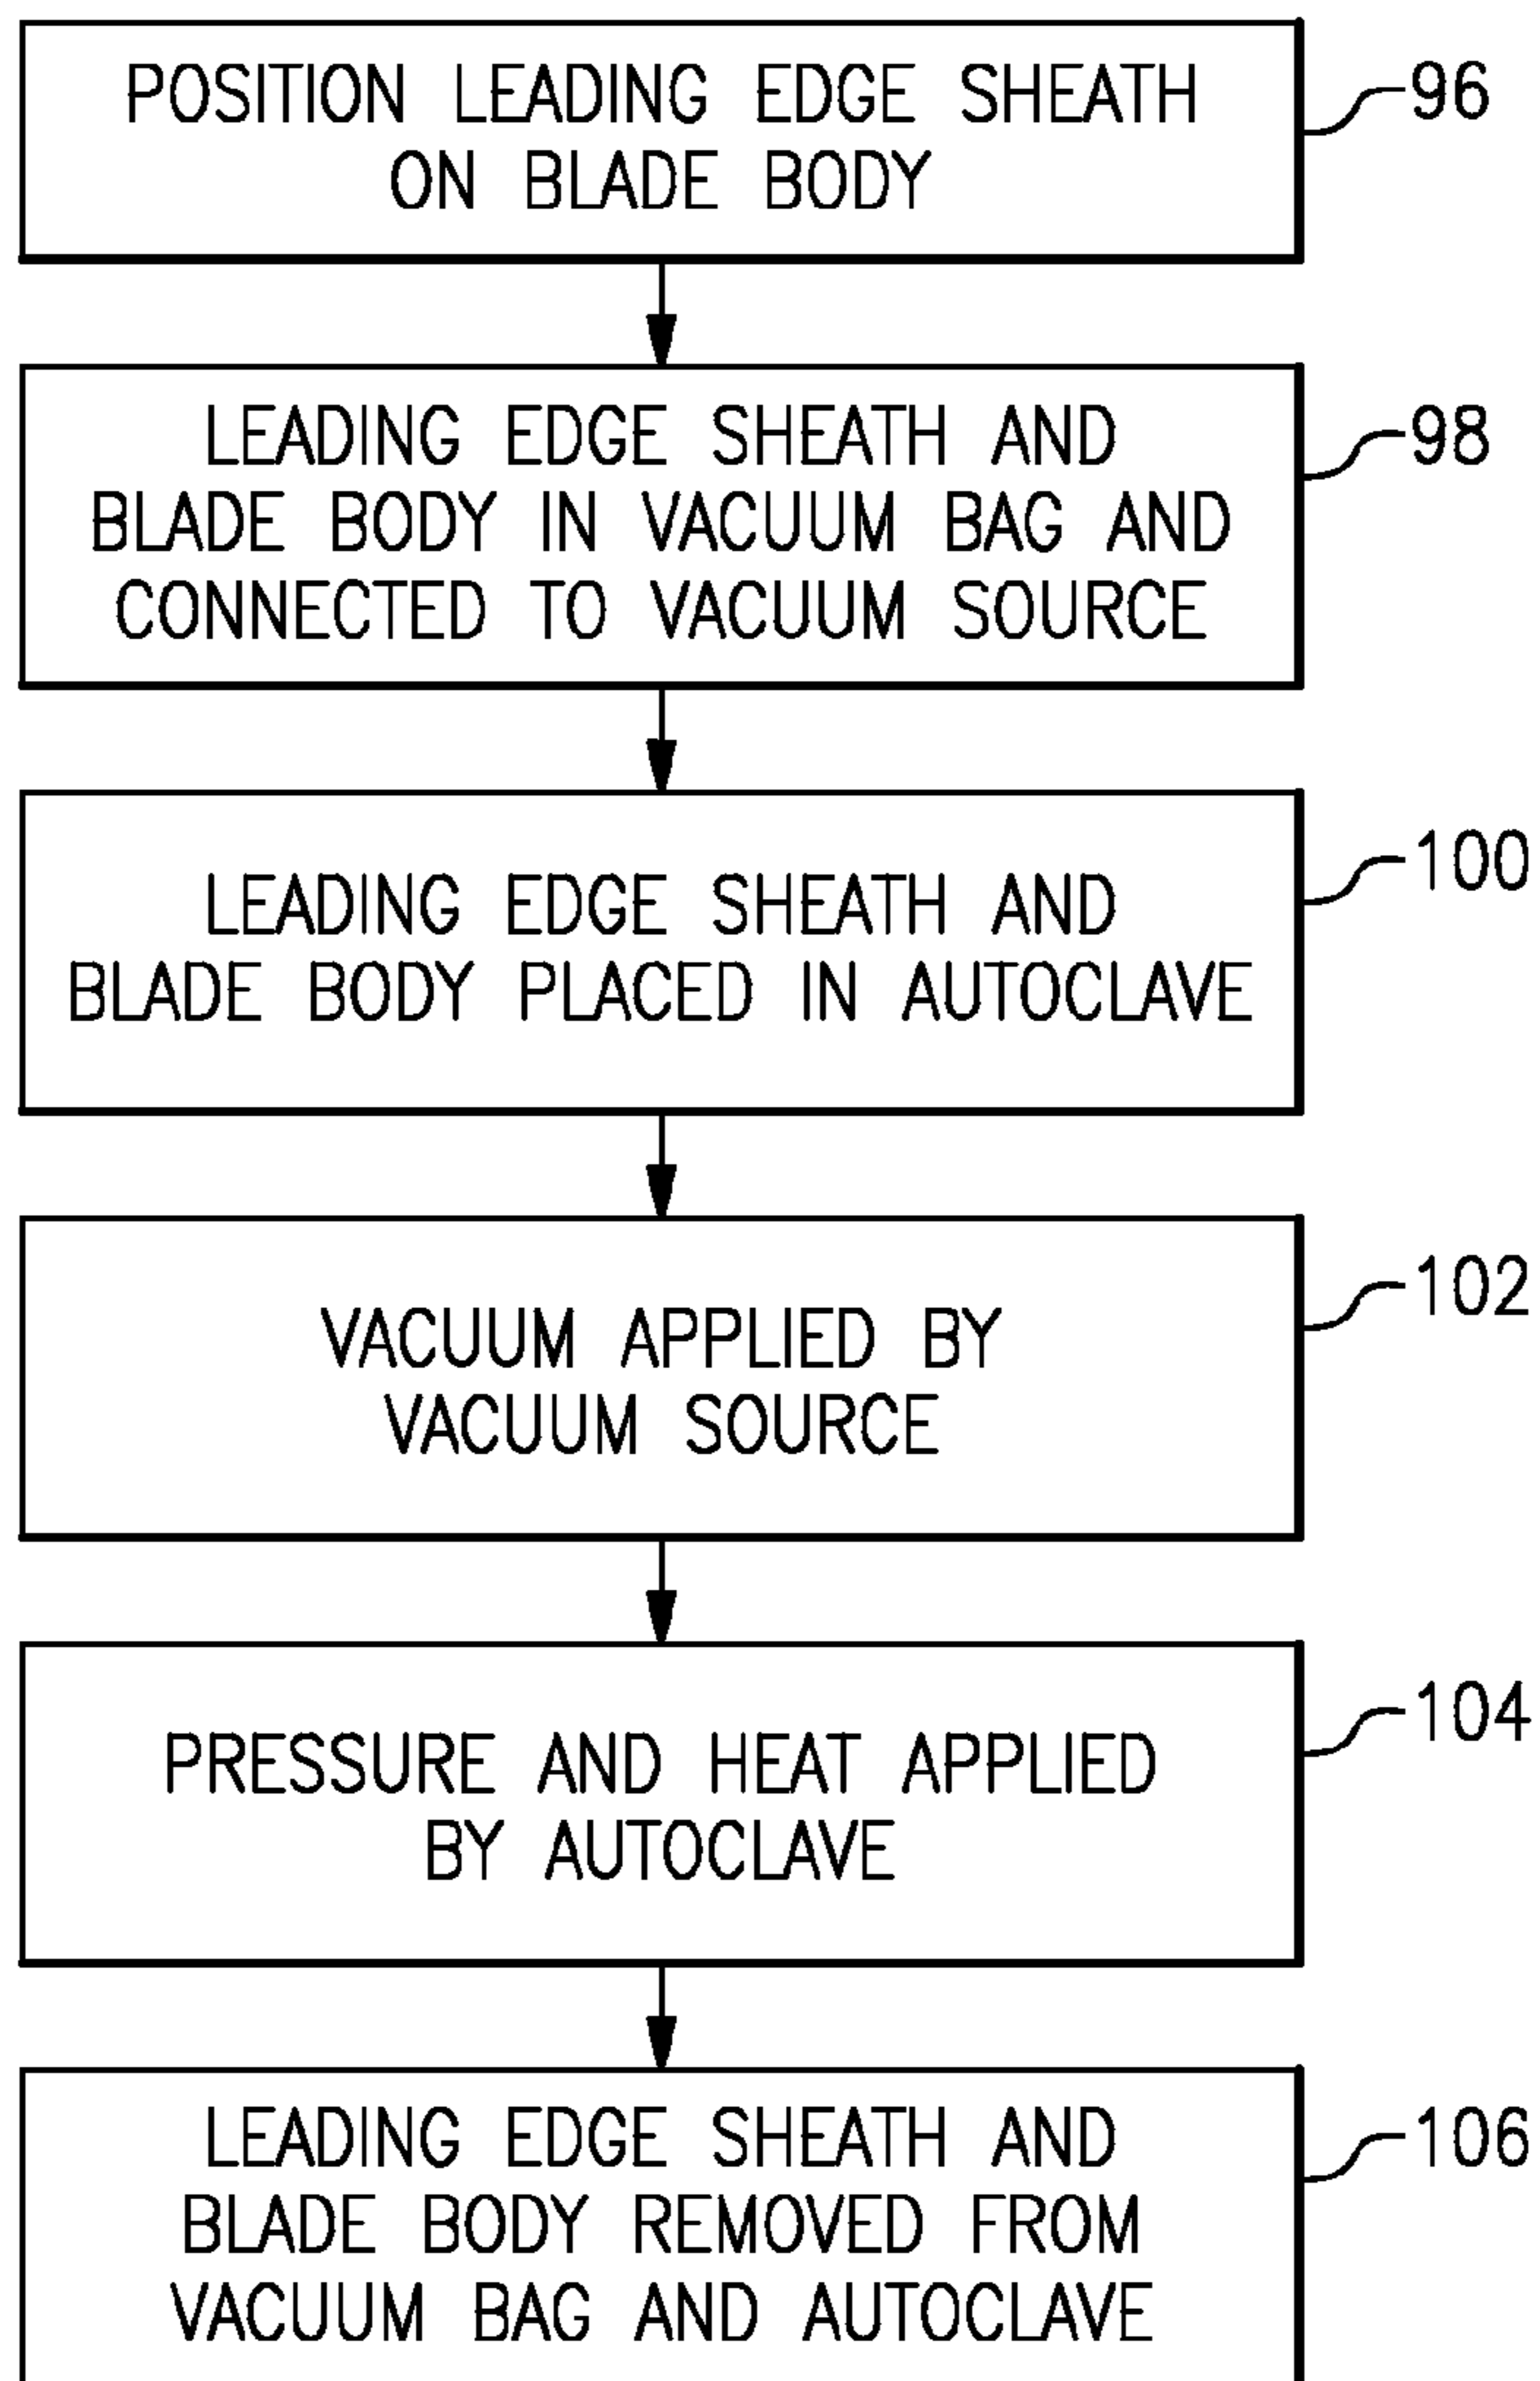 POSITION LEADING EDGE SHEATH
ON BLADE BODY
96
LEADING EDGE SHEATH AND
BLADE BODY IN VACUUM BAG AND
CONNECTED TO VACUUM SOURCE
98
LEADING EDGE SHEATH AND
BLADE BODY PLACED IN AUTOCLAVE
100
VACUUM APPLIED BY
VACUUM SOURCE
102
PRESSURE AND HEAT APPLIED
BY AUTOCLAVE
104
LEADING EDGE SHEATH AND
BLADE BODY REMOVED FROM
VACUUM BAG AND AUTOCLAVE
106